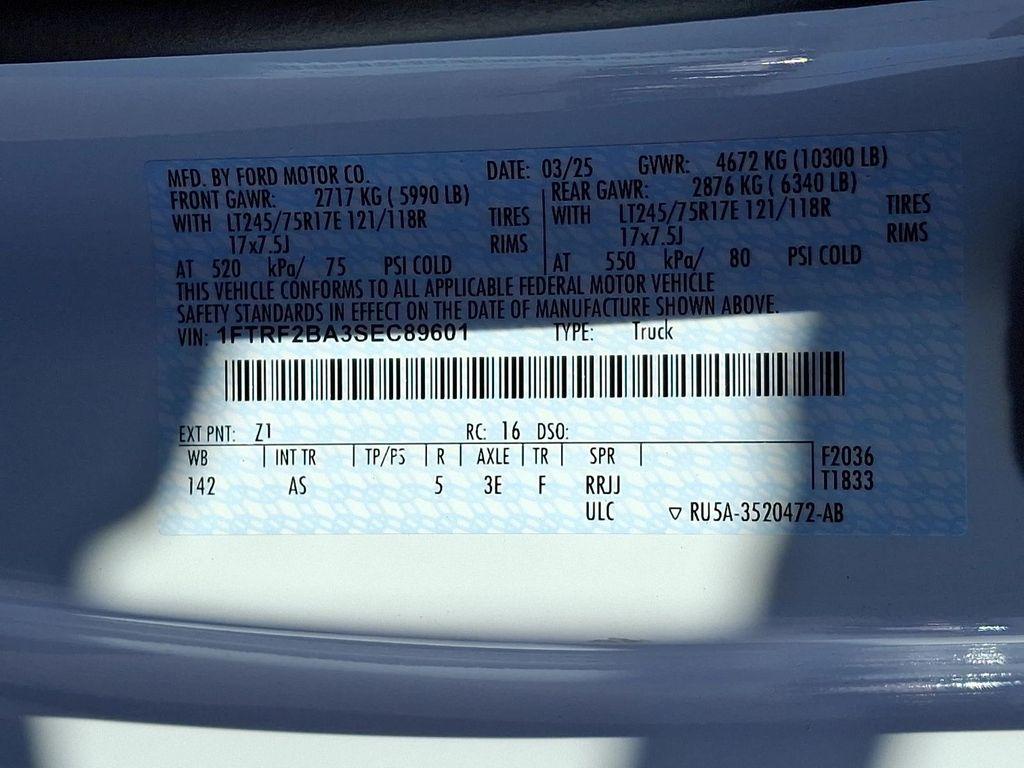 MFD. BY FORD MOTOR CO. DATE: 03/25 GVWR: 4672 KG (10300 LB)
FRONT GAWR: 2717 KG ( 5990 LB) REAR GAWR: 2876 KG ( 6340 LB)
WITH LT245/75R17E 121/118R TIRES WITH LT245/75R17E 121/118R TIRES
17x7.5J RIMS 17x7.5J RIMS
AT 520 kPa/ 75 PSI COLD AT 550 kPa/ 80 PSI COLD
THIS VEHICLE CONFORMS TO ALL APPLICABLE FEDERAL MOTOR VEHICLE
SAFETY STANDARDS IN EFFECT ON THE DATE OF MANUFACTURE SHOWN ABOVE.
VIN: 1FTRF2BA3SEC89601 TYPE: Truck
EXT PNT: Z1 RC: 16 DSO:
WB INT TR TP/PS R AXLE TR SPR F2036
142 AS 5 3E F RRJJ T1833
ULC ▽ RU5A-3520472-AB